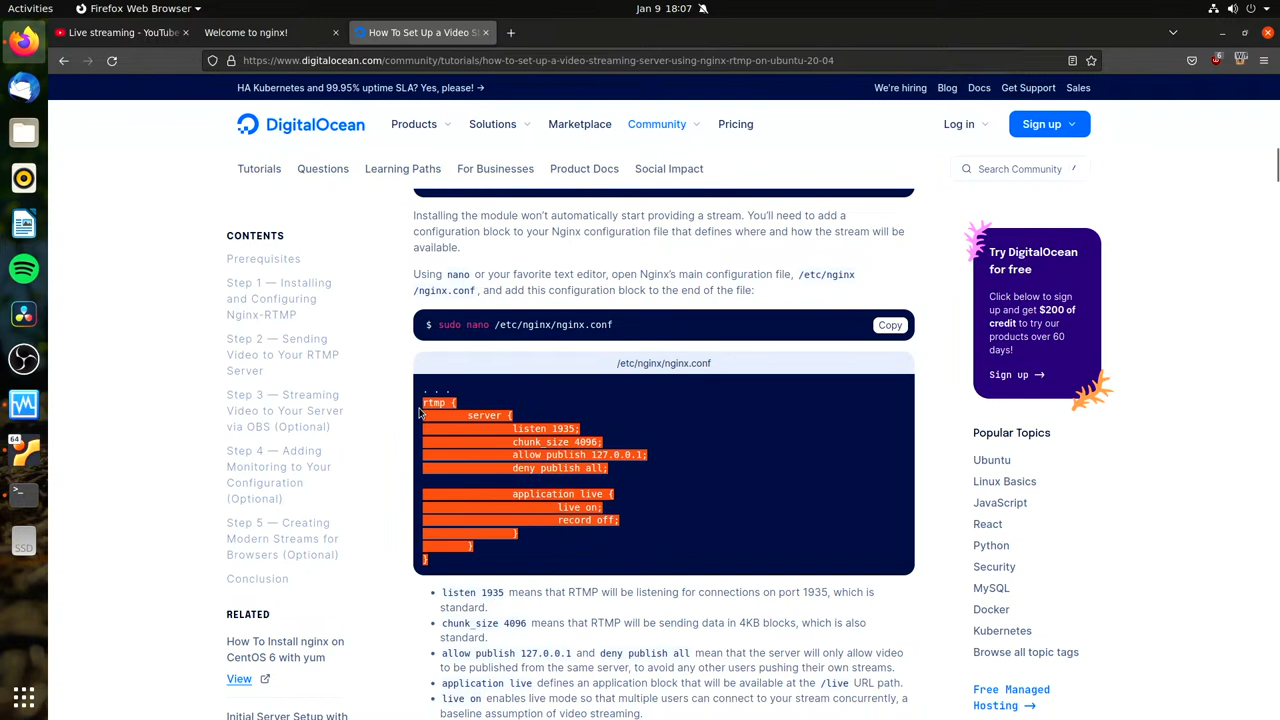 Activities
Firefox Web Browser
Jan 9 18:07
Live streaming - YouTube
Welcome to nginx!
How To Set Up a Video S
https://www.digitalocean.com/community/tutorials/how-to-set-up-a-video-streaming-server-using-nginx-rtmp-on-ubuntu-20-04
HA Kubernetes and 99.95% uptime SLA? Yes, please! →
We're hiring Blog Docs Get Support Sales
DigitalOcean
Products Solutions Marketplace Community Pricing
Log in
Sign up
Tutorials Questions Learning Paths For Businesses Product Docs Social Impact
Search Community /
CONTENTS
Prerequisites
Step 1 — Installing
and Configuring
Nginx-RTMP
Step 2 — Sending
Video to Your RTMP
Server
Step 3 — Streaming
Video to Your Server
via OBS (Optional)
Step 4 — Adding
Monitoring to Your
Configuration
(Optional)
Step 5 — Creating
Modern Streams for
Browsers (Optional)
Conclusion
RELATED
How To Install nginx on
CentOS 6 with yum
View
Initial Server Setup with
Installing the module won't automatically start providing a stream. You'll need to add a
configuration block to your Nginx configuration file that defines where and how the stream will be
available.
Using nano or your favorite text editor, open Nginx's main configuration file, /etc/nginx
/nginx.conf, and add this configuration block to the end of the file:
$ sudo nano /etc/nginx/nginx.conf
Copy
/etc/nginx/nginx.conf
. . .
rtmp {
server {
listen 1935;
chunk_size 4096;
allow publish 127.0.0.1;
deny publish all;
application live {
live on;
record off;
}
}
}
• listen 1935 means that RTMP will be listening for connections on port 1935, which is
standard.
• chunk_size 4096 means that RTMP will be sending data in 4KB blocks, which is also
standard.
• allow publish 127.0.0.1 and deny publish all mean that the server will only allow video
to be published from the same server, to avoid any other users pushing their own streams.
• application live defines an application block that will be available at the /live URL path.
• live on enables live mode so that multiple users can connect to your stream concurrently, a
baseline assumption of video streaming.
Try DigitalOcean
for free
Click below to sign
up and get $200 of
credit to try our
products over 60
days!
Sign up →
Popular Topics
Ubuntu
Linux Basics
JavaScript
React
Python
Security
MySQL
Docker
Kubernetes
Browse all topic tags
Free Managed
Hosting →
64
SSD